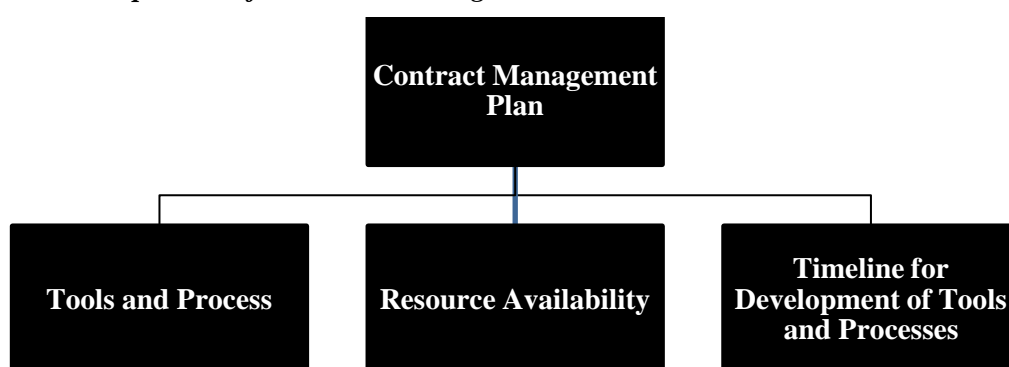 Contract Management
Plan
Tools and Process
Resource Availability
Timeline for
Development of Tools
and Processes